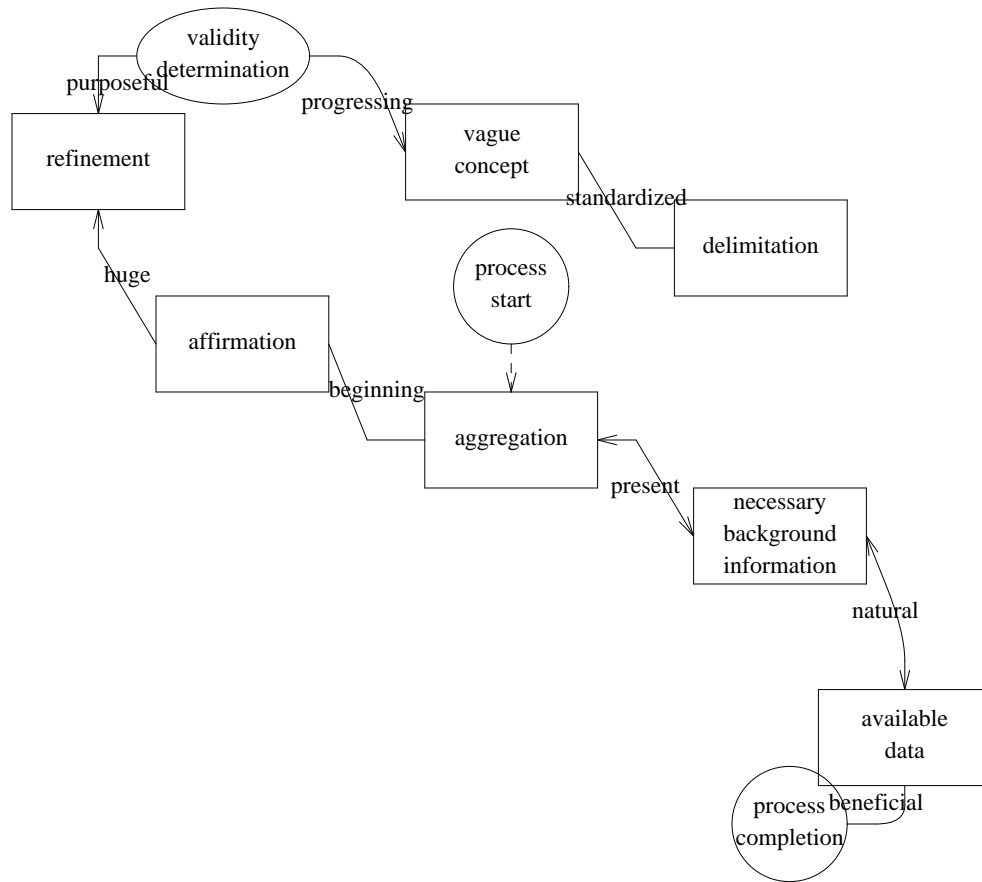 validity
determination
purposeful
progressing
vague
concept
refinement
standardized
delimitation
process
start
huge
affirmation
beginning
aggregation
present
necessary
background
information
natural
available
data
beneficial
process
completion